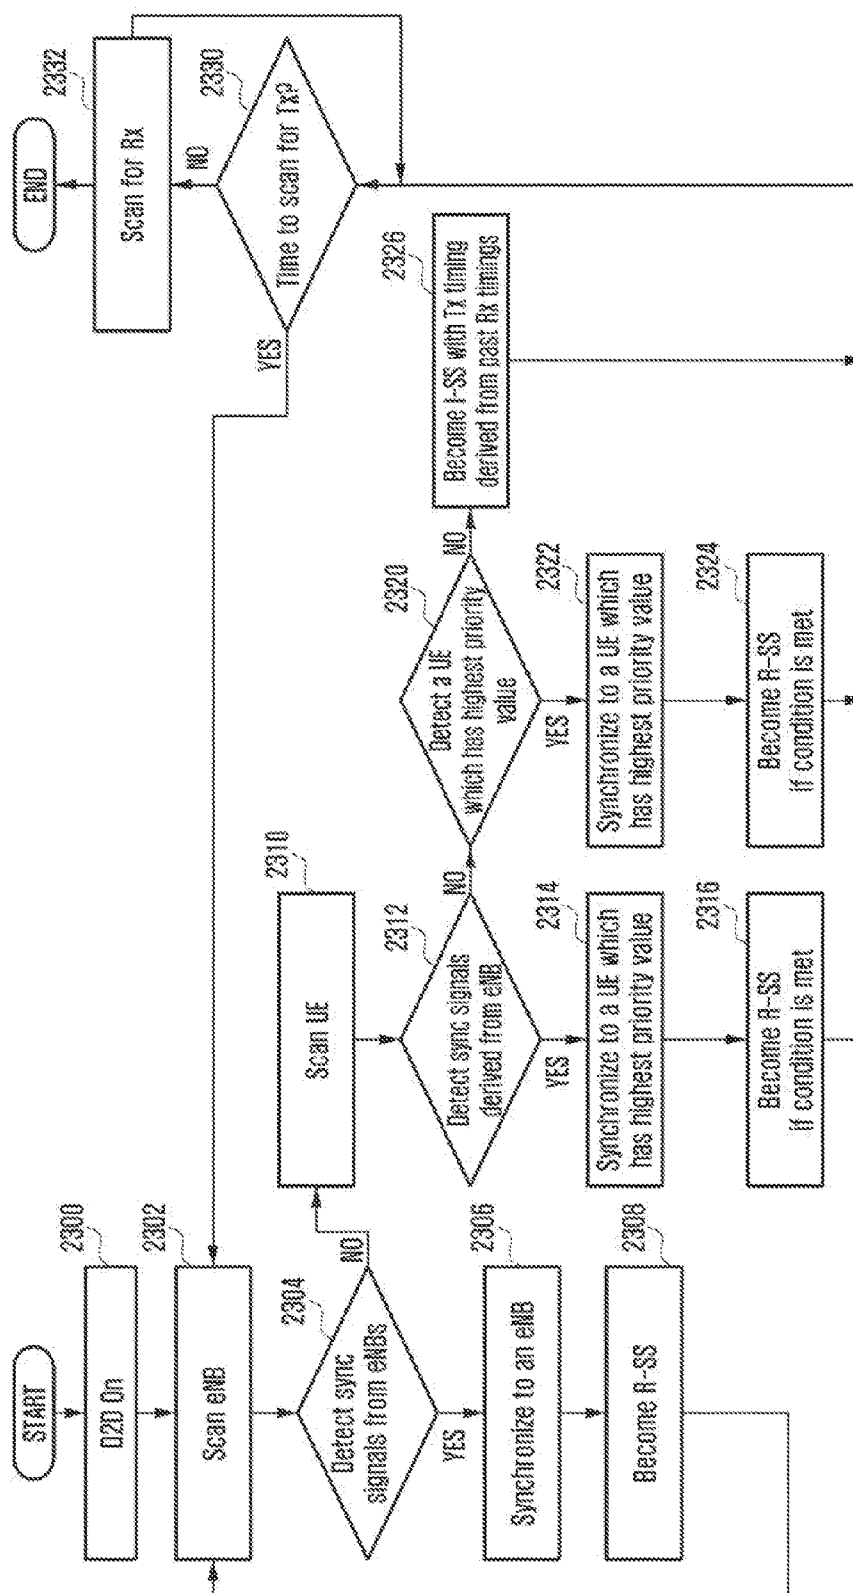 START
2300
D2D On
2302
Scan eNB
2304
Detect sync
signals from eNBs
NO
YES
2306
Synchronize to an eNB
2308
Become R-SS
2310
Scan UE
2312
Detect sync signals
derived from eNB
NO
YES
2314
Synchronize to a UE which
has highest priority value
2316
Become R-SS
if condition is met
2320
Detect a UE
which has highest priority
value
NO
YES
2322
Synchronize to a UE which
has highest priority value
2324
Become R-SS
if condition is met
2326
Become I-SS with Tx timing
derived from past Rx timings
END
2332
Scan for Rx
NO
2330
Time to scan for Tx?
YES